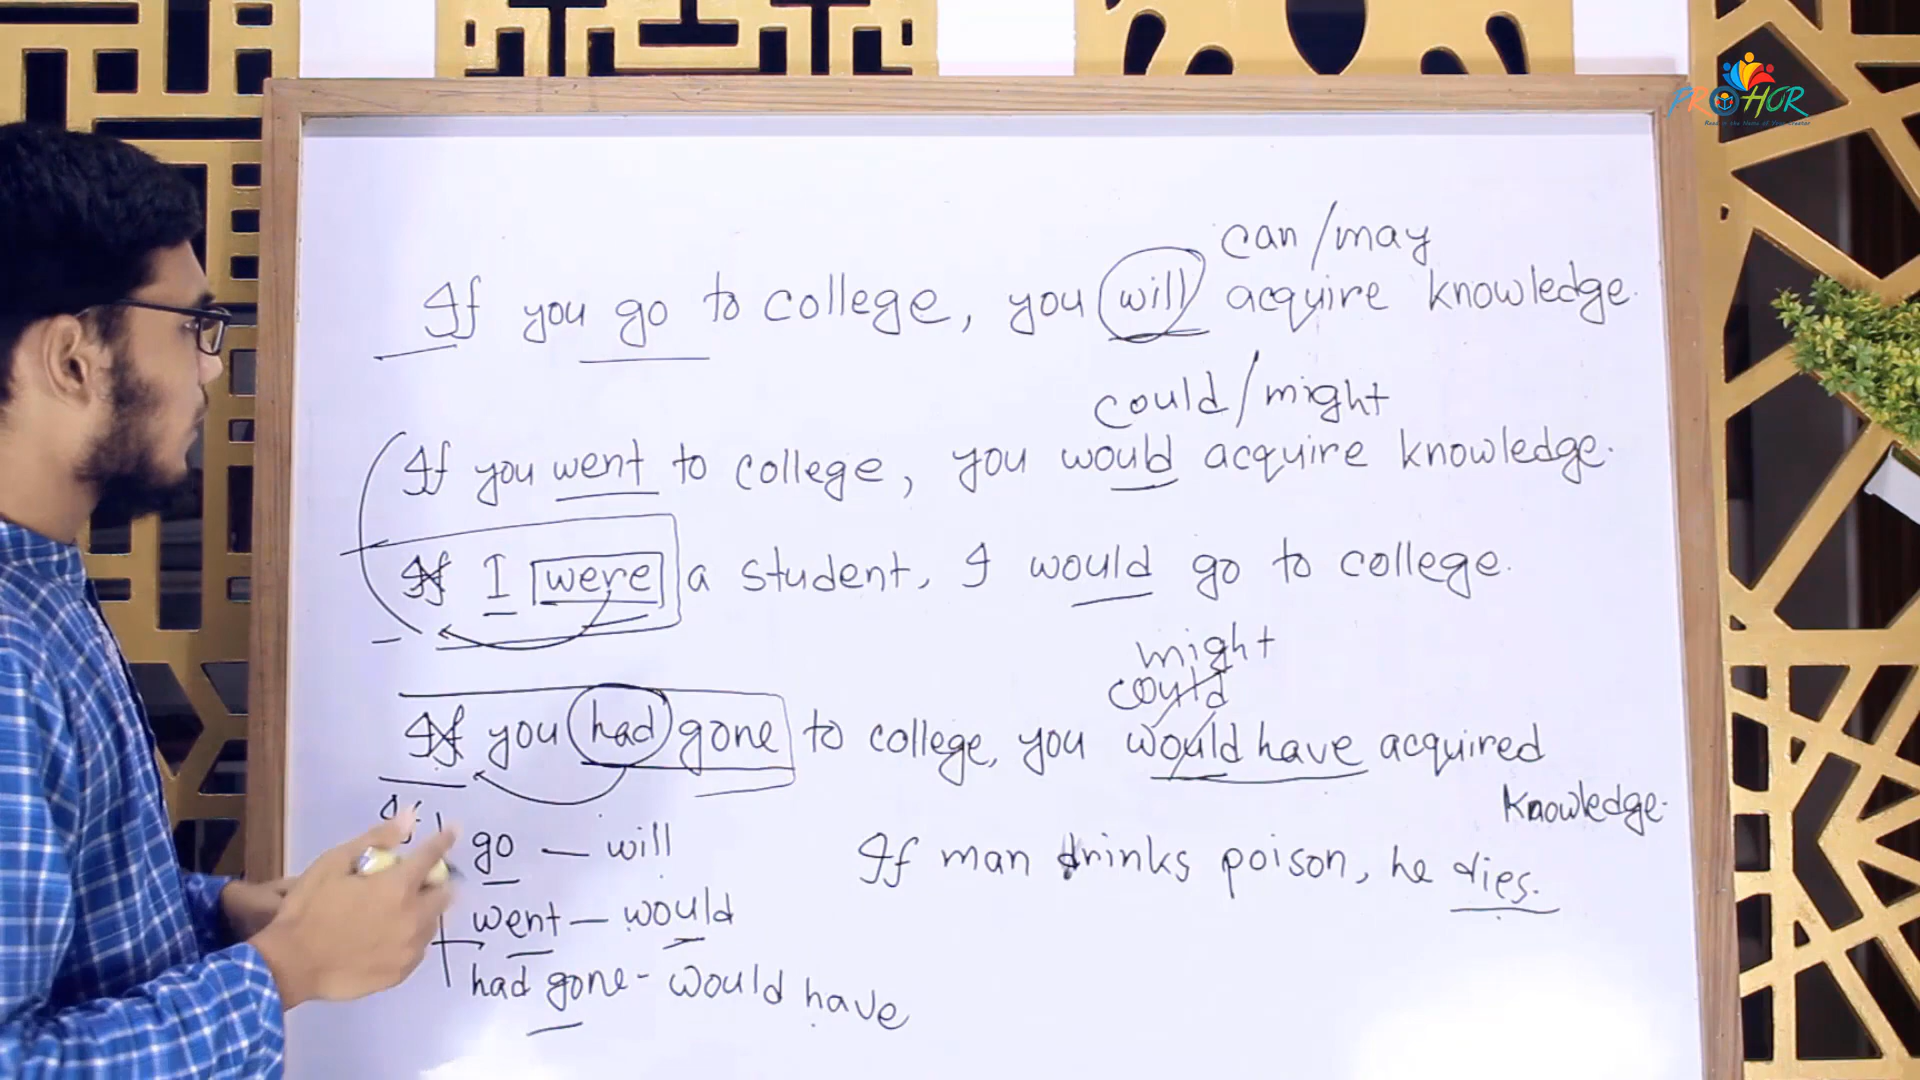 PROHOR
can/may
If you go to college, you will acquire knowledge.
could/might
If you went to college, you would acquire knowledge.
If I were a student, I would go to college.
might
could
If you had gone to college, you would have acquired
knowledge.
If
go — will
If man drinks poison, he dies.
went — would
had gone - would have